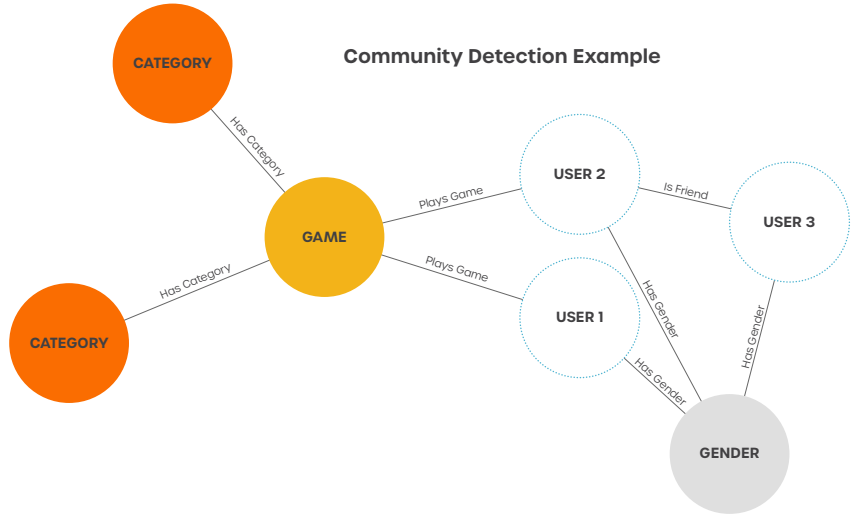 Community Detection Example
CATEGORY
Has Category
GAME
Has Category
CATEGORY
Plays Game
Plays Game
USER 2
Is Friend
USER 3
USER 1
Has Gender
Has Gender
Has Gender
GENDER